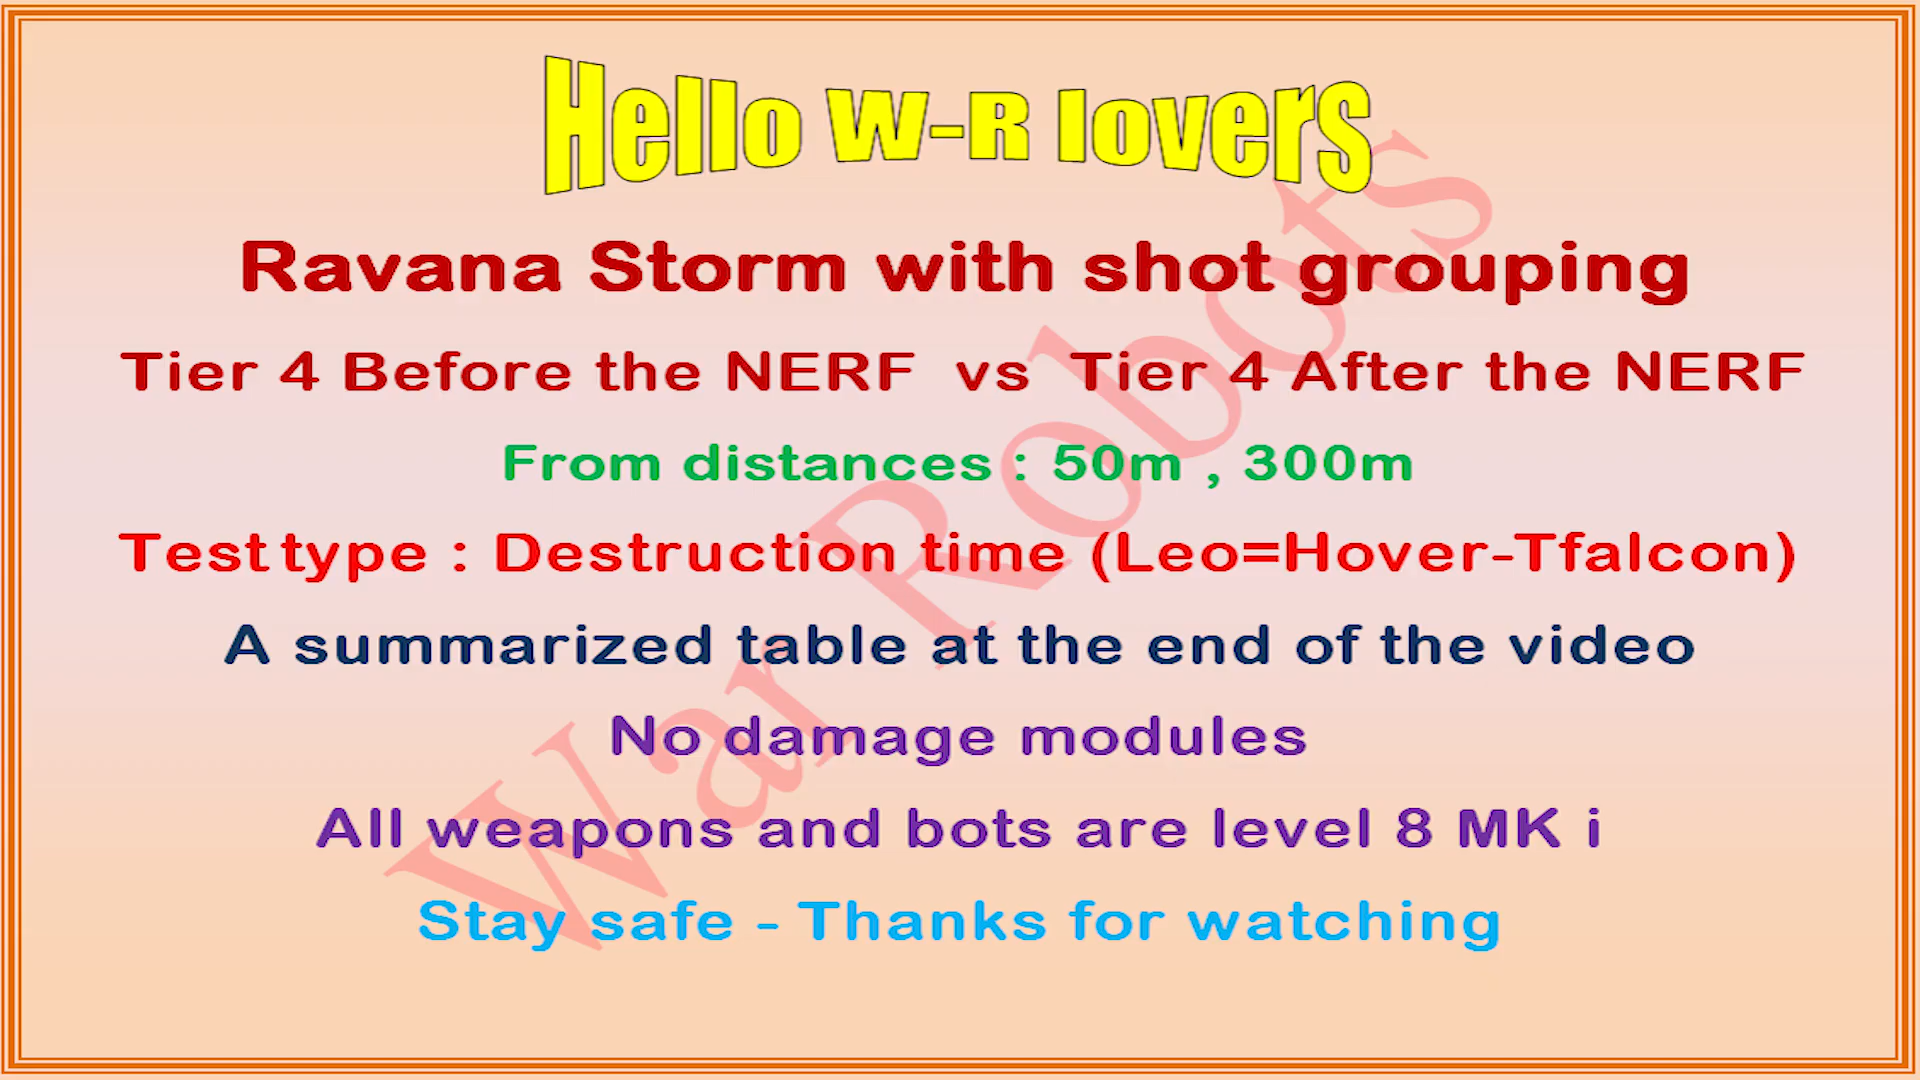 Hello W-R lovers
Ravana Storm with shot grouping
Tier 4 Before the NERF vs Tier 4 After the NERF
From distances : 50m , 300m
Test type : Destruction time (Leo=Hover-Tfalcon)
A summarized table at the end of the video
No damage modules
All weapons and bots are level 8 MK i
Stay safe - Thanks for watching
War Robots